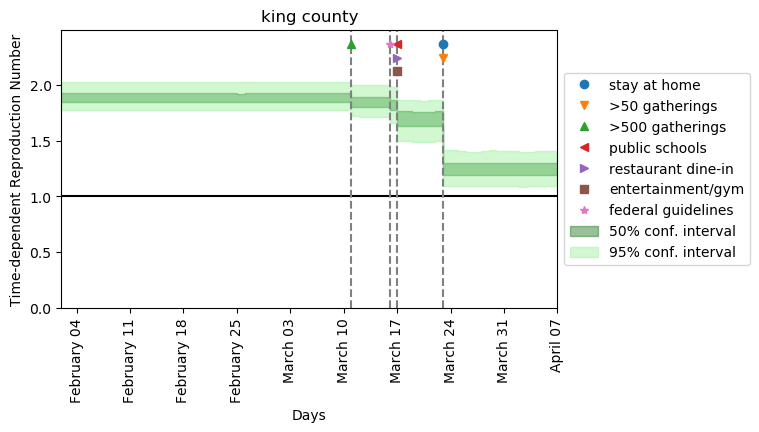 king county
Time-dependent Reproduction Number
2.0
1.5
1.0
0.5
0.0
February 04
February 11
February 18
February 25
March 03
March 10
March 17
March 24
March 31
April 07
Days
stay at home
>50 gatherings
>500 gatherings
public schools
restaurant dine-in
entertainment/gym
federal guidelines
50% conf. interval
95% conf. interval